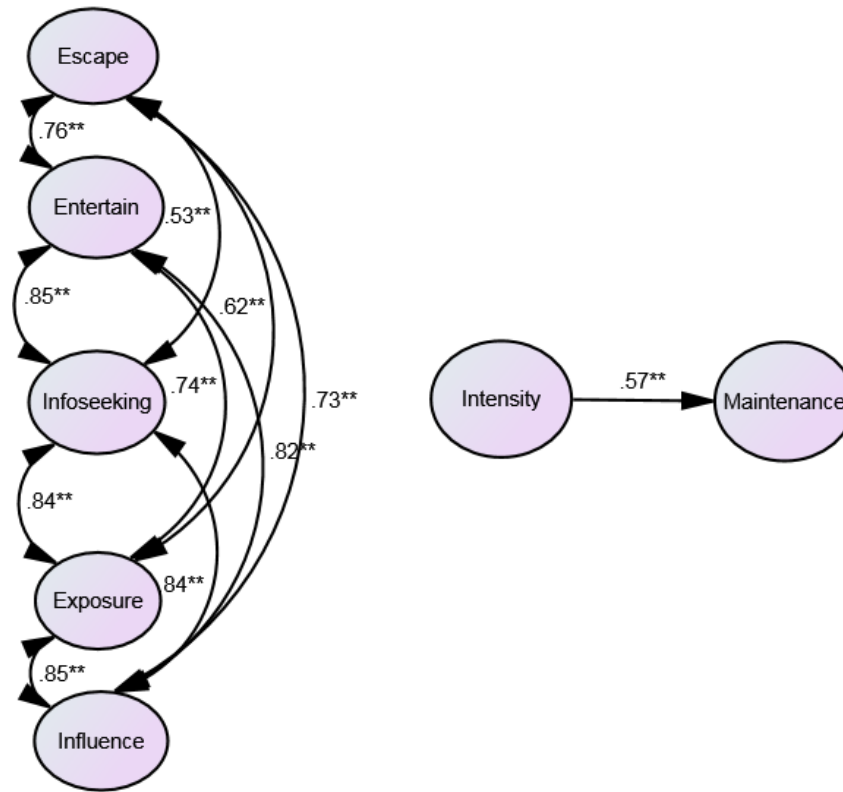 Escape
.76**
Entertain
.53**
.85**
.62**
.74**
Infoseeking
.73**
Intensity
.57**
Maintenance
.82**
.84**
Exposure
84**
.85**
Influence